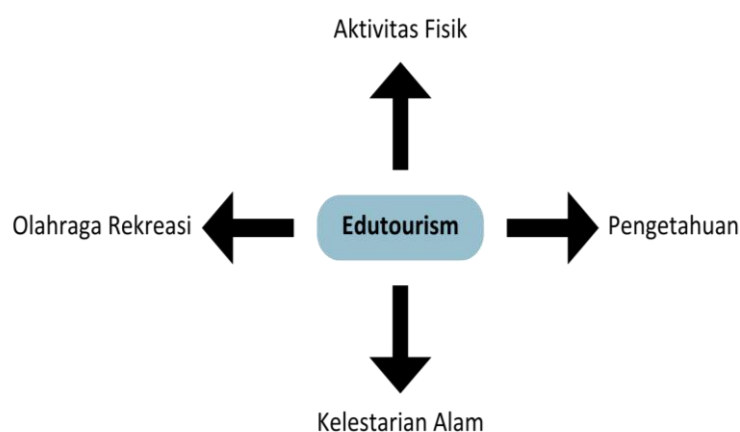 Aktivitas Fisik
Olahraga Rekreasi
Edutourism
Pengetahuan
Kelestarian Alam